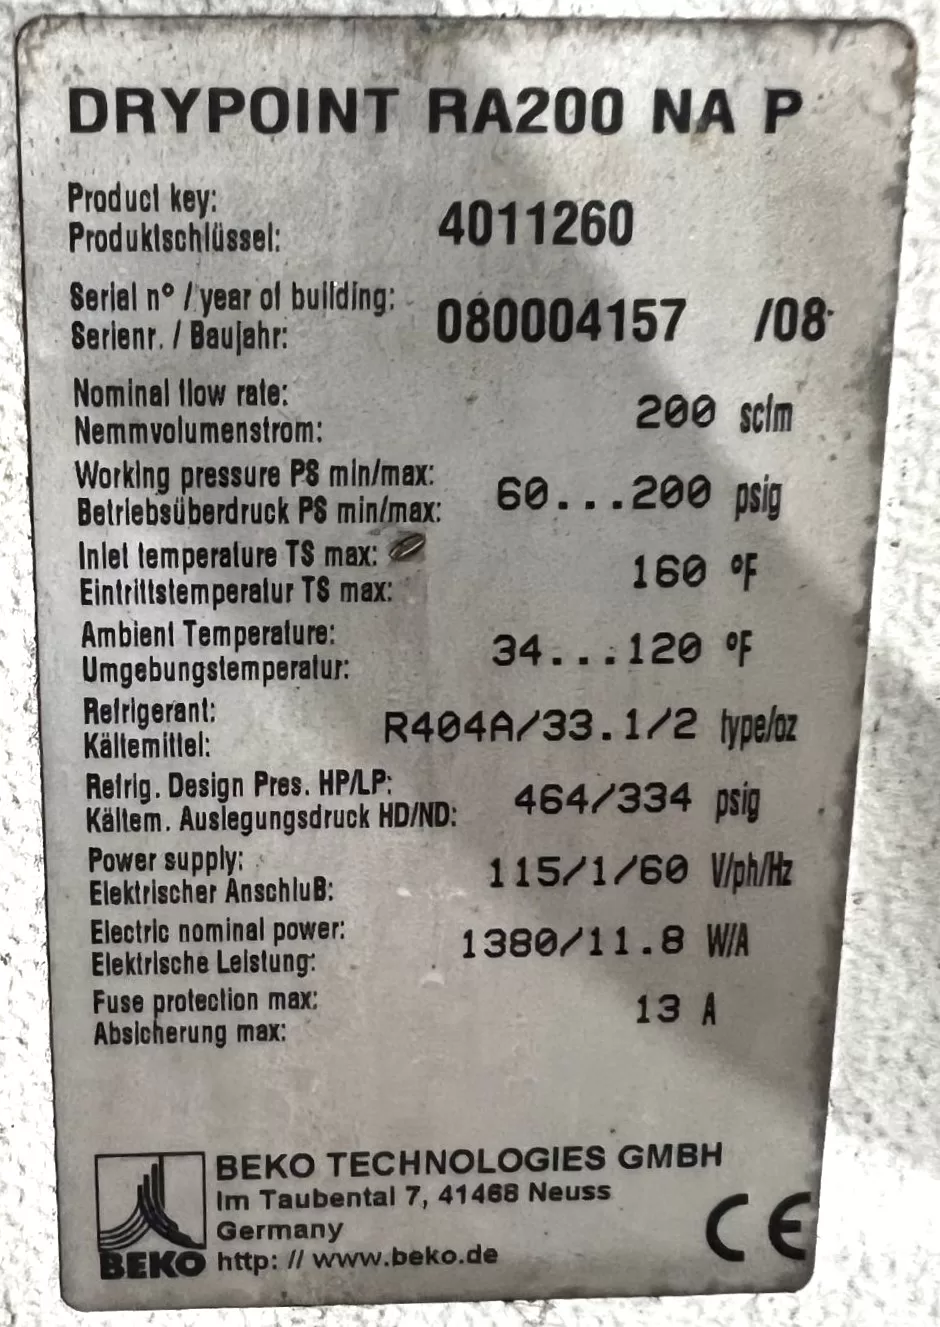 DRYPOINT RA200 NA P
Product key:
Produktschlüssel:
4011260
Serial nº / year of building:
Serienr. / Baujahr:
080004157 /08
Nominal flow rate:
Nemmvolumenstrom:
200 scfm
Working pressure PS min/max:
Betriebsüberdruck PS min/max:
60...200 psig
Inlet temperature TS max:
Eintrittstemperatur TS max:
160 °F
Ambient Temperature:
Umgebungstemperatur:
34...120 °F
Refrigerant:
Kältemittel:
R404A/33.1/2 type/oz
Refrig. Design Pres. HP/LP:
Kältem. Auslegungsdruck HD/ND:
464/334 psig
Power supply:
Elektrischer Anschluß:
115/1/60 V/ph/Hz
Electric nominal power:
Elektrische Leistung:
1380/11.8 W/A
Fuse protection max:
Absicherung max:
13 A
BEKO TECHNOLOGIES GMBH
Im Taubental 7, 41468 Neuss
Germany
http: // www.beko.de
BEKO
CE